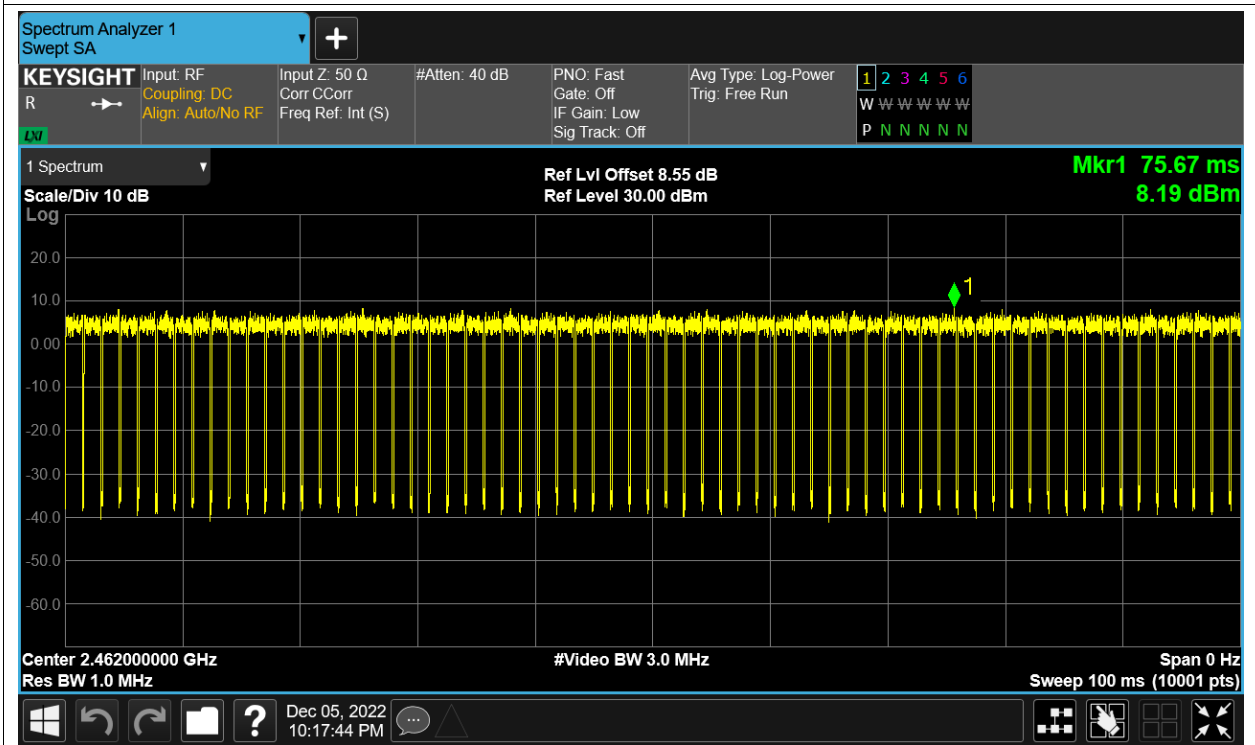 Spectrum Analyzer 1
Swept SA
KEYSIGHT
R
LXI
Input: RF
Coupling: DC
Align: Auto/No RF
Input Z: 50 Ω
Corr CCorr
Freq Ref: Int (S)
#Atten: 40 dB
PNO: Fast
Gate: Off
IF Gain: Low
Sig Track: Off
Avg Type: Log-Power
Trig: Free Run
1 2 3 4 5 6
W W W W W W
P N N N N N
1 Spectrum
Scale/Div 10 dB
Ref Lvl Offset 8.55 dB
Ref Level 30.00 dBm
Mkr1 75.67 ms
8.19 dBm
Log
20.0
10.0
0.00
-10.0
-20.0
-30.0
-40.0
-50.0
-60.0
1
Center 2.462000000 GHz
Res BW 1.0 MHz
#Video BW 3.0 MHz
Span 0 Hz
Sweep 100 ms (10001 pts)
?
Dec 05, 2022
10:17:44 PM